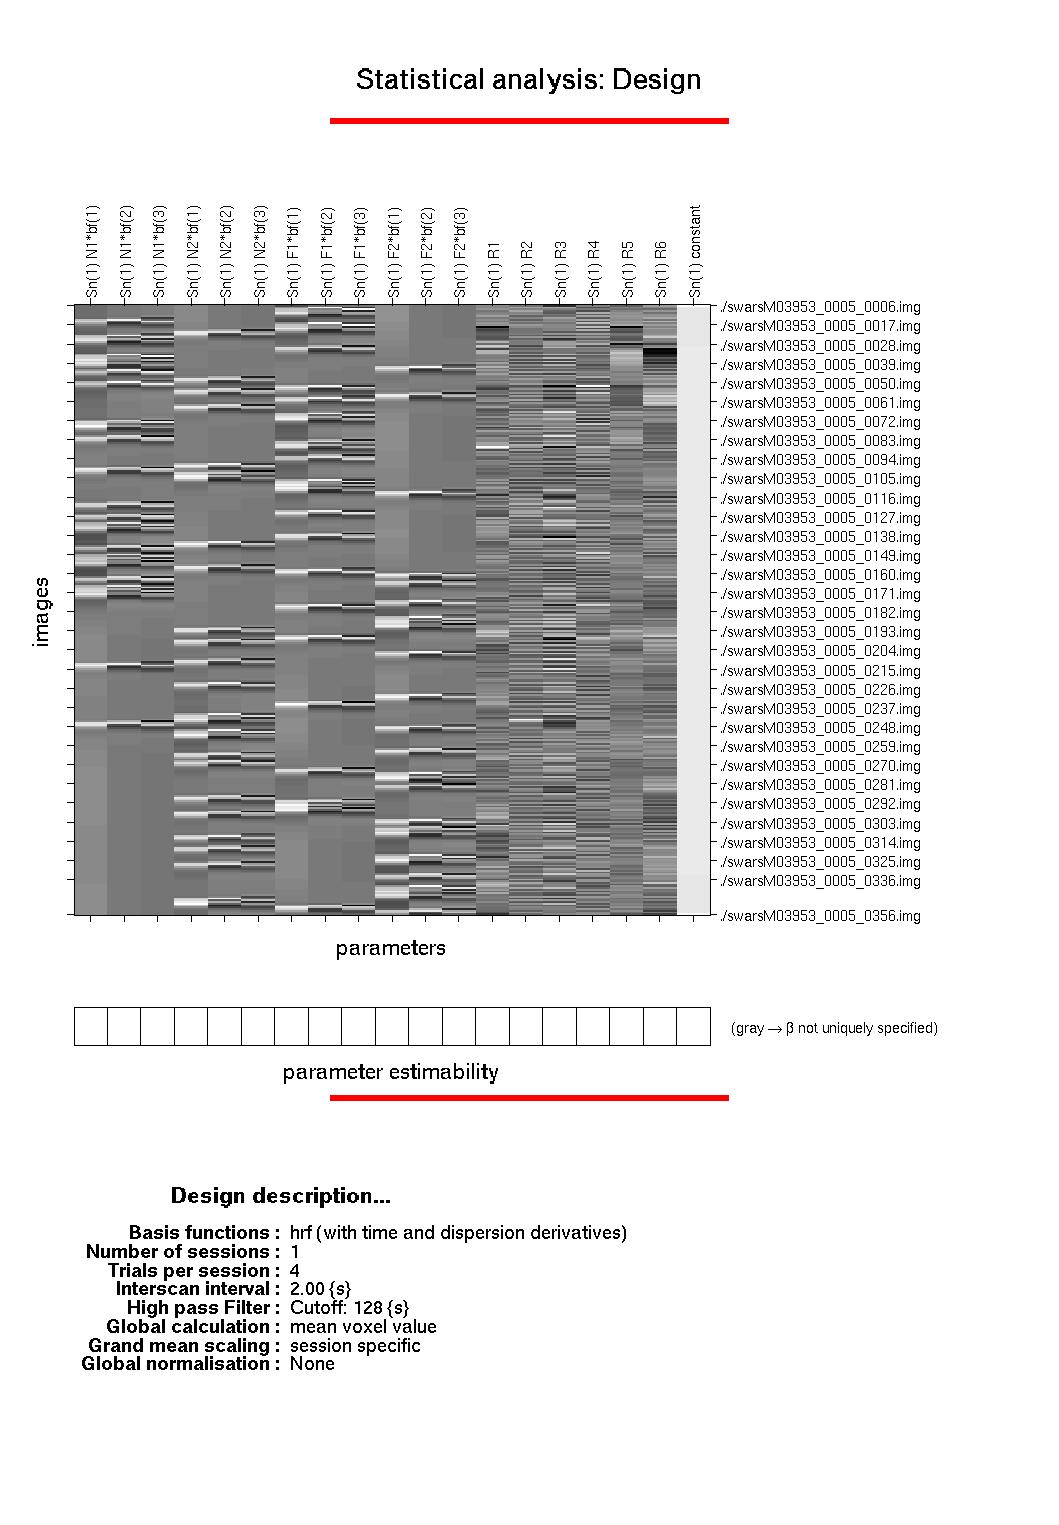 Statistical analysis: Design
Sn(1) N1*bf(1)
Sn(1) N1*bf(2)
Sn(1) N1*bf(3)
Sn(1) N2*bf(1)
Sn(1) N2*bf(2)
Sn(1) N2*bf(3)
Sn(1) F1*bf(1)
Sn(1) F1*bf(2)
Sn(1) F1*bf(3)
Sn(1) F2*bf(1)
Sn(1) F2*bf(2)
Sn(1) F2*bf(3)
Sn(1) R1
Sn(1) R2
Sn(1) R3
Sn(1) R4
Sn(1) R5
Sn(1) R6
Sn(1) constant
./swarsM03953_0005_0006.img
./swarsM03953_0005_0017.img
./swarsM03953_0005_0028.img
./swarsM03953_0005_0039.img
./swarsM03953_0005_0050.img
./swarsM03953_0005_0061.img
./swarsM03953_0005_0072.img
./swarsM03953_0005_0083.img
./swarsM03953_0005_0094.img
./swarsM03953_0005_0105.img
./swarsM03953_0005_0116.img
./swarsM03953_0005_0127.img
./swarsM03953_0005_0138.img
./swarsM03953_0005_0149.img
./swarsM03953_0005_0160.img
./swarsM03953_0005_0171.img
./swarsM03953_0005_0182.img
./swarsM03953_0005_0193.img
./swarsM03953_0005_0204.img
./swarsM03953_0005_0215.img
./swarsM03953_0005_0226.img
./swarsM03953_0005_0237.img
./swarsM03953_0005_0248.img
./swarsM03953_0005_0259.img
./swarsM03953_0005_0270.img
./swarsM03953_0005_0281.img
./swarsM03953_0005_0292.img
./swarsM03953_0005_0303.img
./swarsM03953_0005_0314.img
./swarsM03953_0005_0325.img
./swarsM03953_0005_0336.img
./swarsM03953_0005_0356.img
images
parameters
(gray → β not uniquely specified)
parameter estimability
Design description...
Basis functions : hrf (with time and dispersion derivatives)
Number of sessions : 1
Trials per session : 4
Interscan interval : 2.00 {s}
High pass Filter : Cutoff: 128 {s}
Global calculation : mean voxel value
Grand mean scaling : session specific
Global normalisation : None